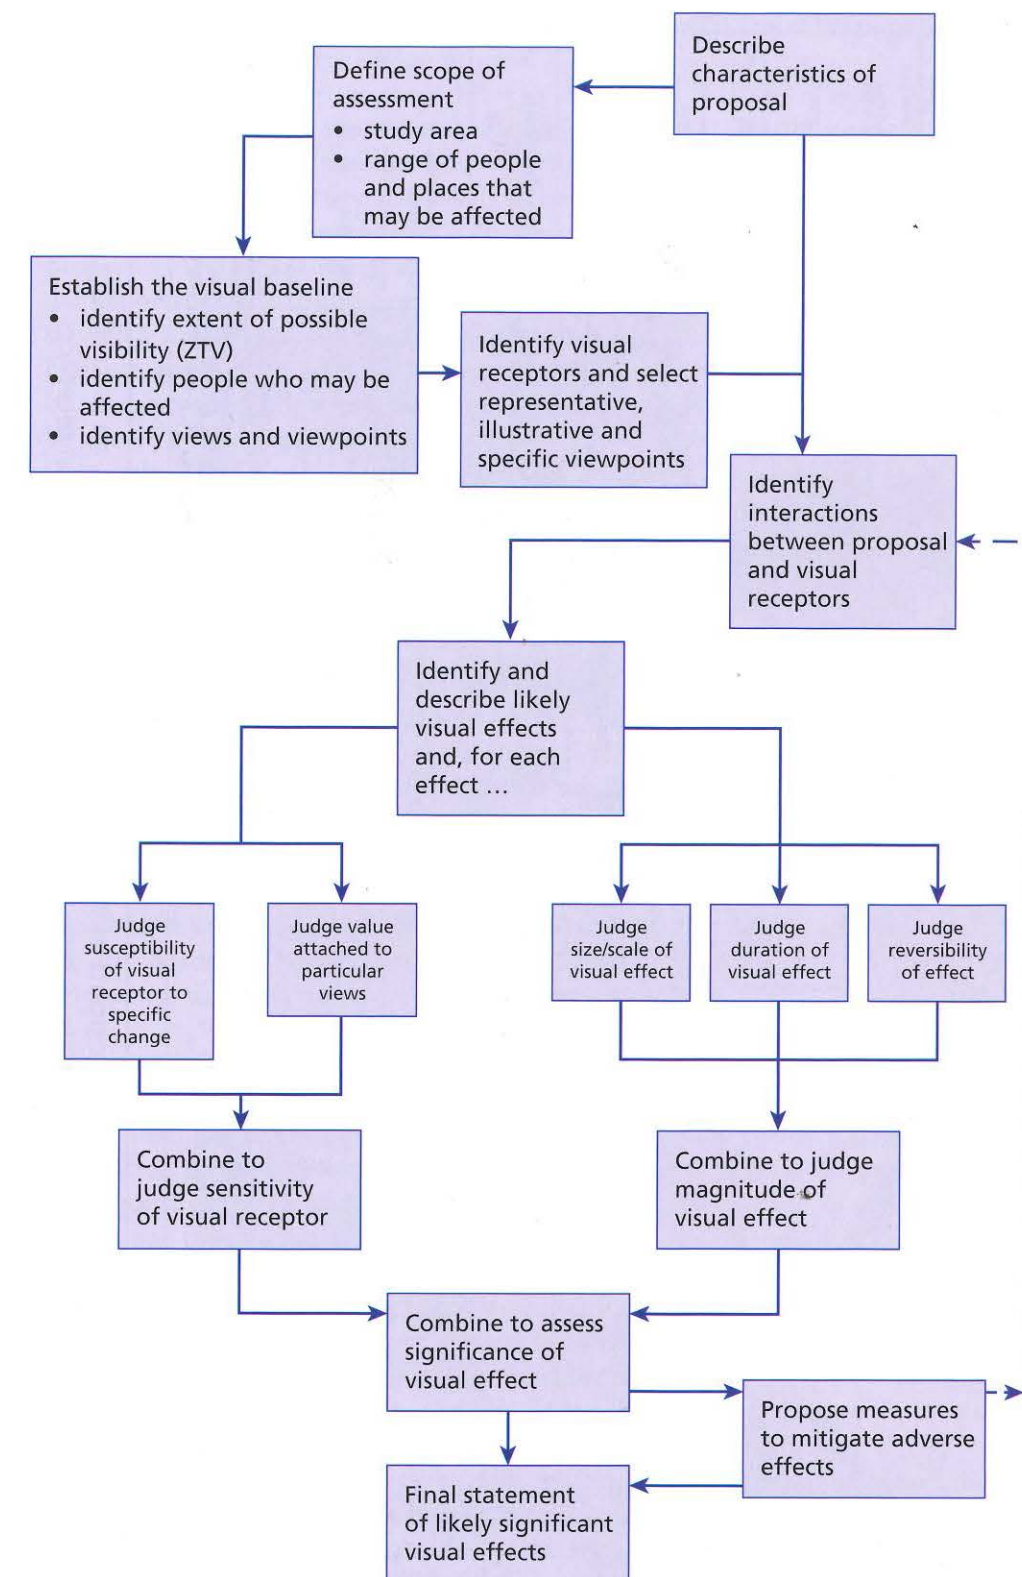 Describe
characteristics of
proposal
Define scope of
assessment
• study area
• range of people
and places that
may be affected
Establish the visual baseline
• identify extent of possible
visibility (ZTV)
• identify people who may be
affected
• identify views and viewpoints
Identify visual
receptors and select
representative,
illustrative and
specific viewpoints
Identify
interactions
between proposal
and visual
receptors
Identify and
describe likely
visual effects
and, for each
effect ...
Judge
susceptibility
of visual
receptor to
specific
change
Judge value
attached to
particular
views
Judge
size/scale of
visual effect
Judge
duration of
visual effect
Judge
reversibility
of effect
Combine to
judge sensitivity
of visual receptor
Combine to judge
magnitude of
visual effect
Combine to assess
significance of
visual effect
Propose measures
to mitigate adverse
effects
Final statement
of likely significant
visual effects